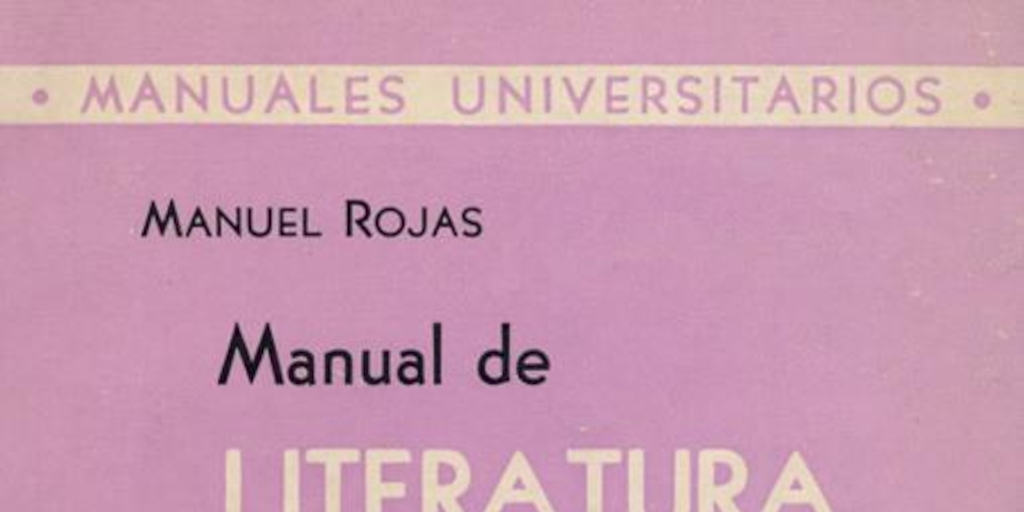 • MANUALES UNIVERSITARIOS •
MANUEL ROJAS
Manual de
LITERATURA